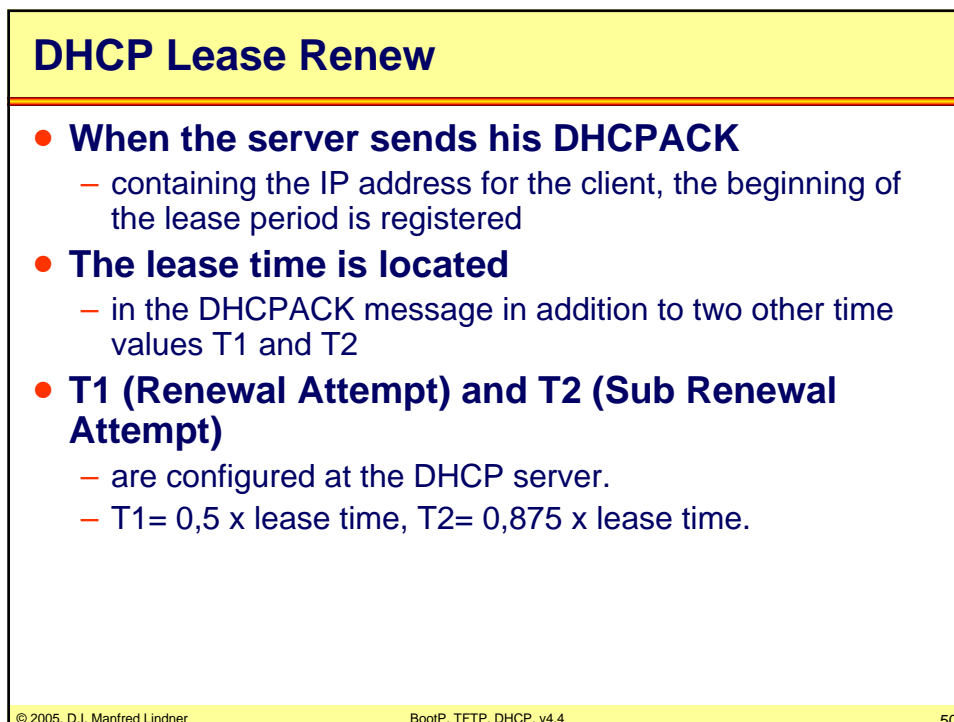 DHCP Lease Renew
• When the server sends his DHCPACK
– containing the IP address for the client, the beginning of
the lease period is registered
• The lease time is located
– in the DHCPACK message in addition to two other time
values T1 and T2
• T1 (Renewal Attempt) and T2 (Sub Renewal
Attempt)
– are configured at the DHCP server.
– T1= 0,5 x lease time, T2= 0,875 x lease time.
© 2005, D.I. Manfred Lindner BootP, TFTP, DHCP, v4.4